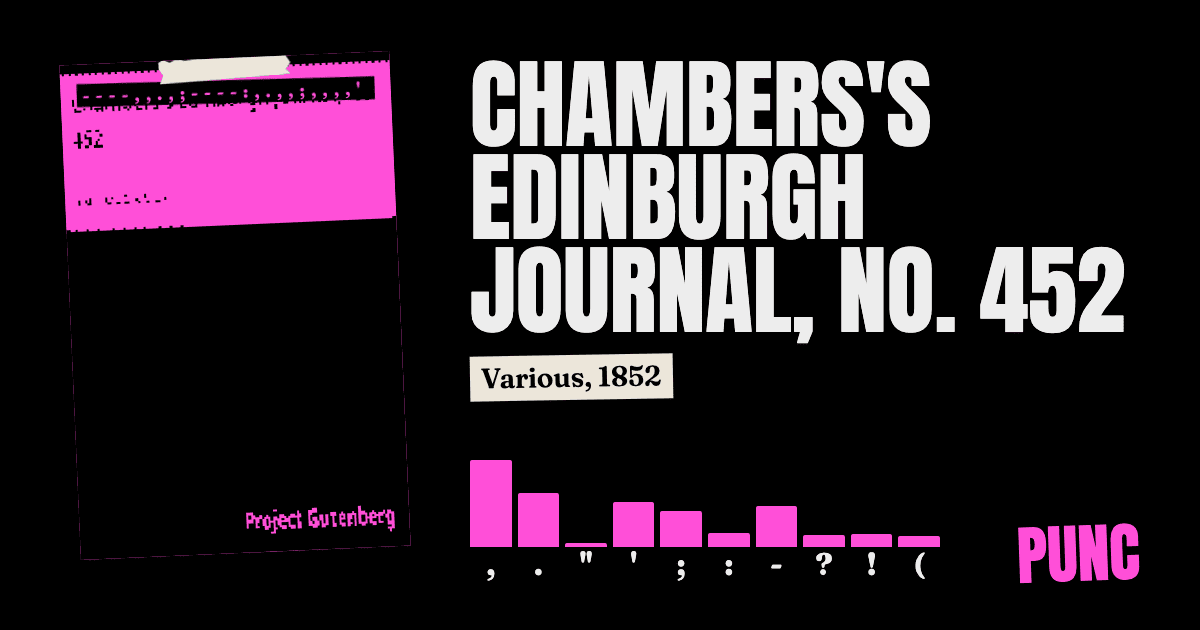 ----,,.,;----:,.,,;,,,,'
452
Project Gutenberg
CHAMBERS'S
EDINBURGH
JOURNAL, NO. 452
Various, 1852
, . " ' ; : - ? ! (
PUNC